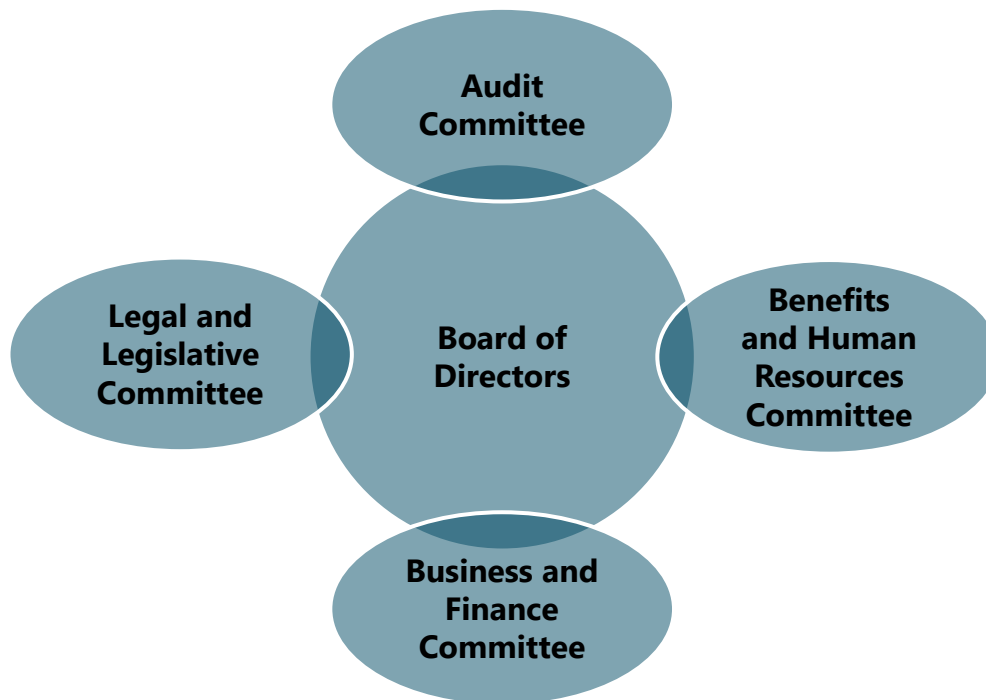 Audit
Committee
Legal and
Legislative
Committee
Board of
Directors
Benefits
and Human
Resources
Committee
Business and
Finance
Committee